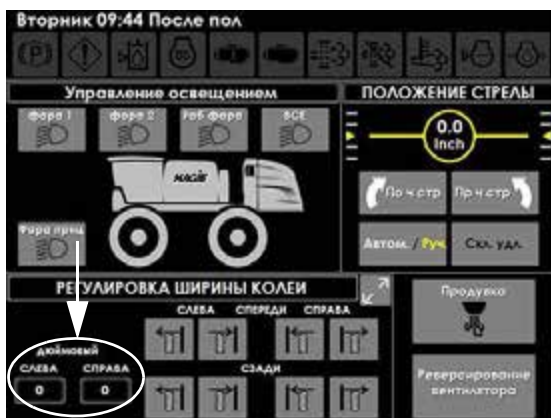 Вторник 09:44 После пол
Управление освещением
ПОЛОЖЕНИЕ СТРЕЛЫ
фара 1
фара 2
Раб фара
ВСЕ
0.0
Inch
MAGIE
По ч стр
Пр ч стр
Фара приц
Автом. / Руч.
Скл. удл.
РЕГУЛИРОВКА ШИРИНЫ КОЛЕИ
Продувка
СЛЕВА СПЕРЕДИ СПРАВА
дюймовый
СЛЕВА СПРАВА
СЗАДИ
0 0
Реверсирование
вентилятора